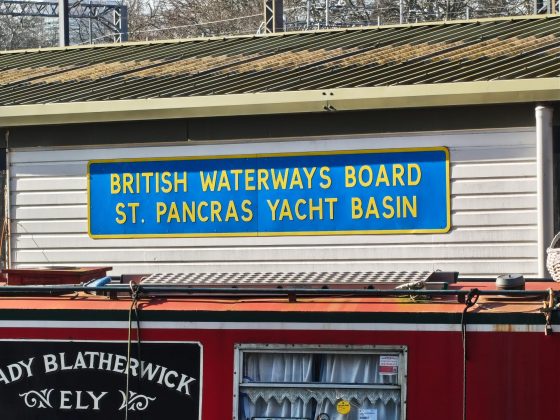 BRITISH WATERWAYS BOARD
ST. PANCRAS YACHT BASIN
ADY BLATHERWICK
ELY